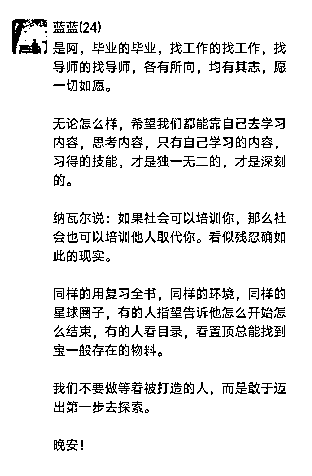 蓝蓝(24)
是阿，毕业的毕业，找工作的找工作，找
导师的找导师，各有所向，均有其志，愿
一切如愿。
无论怎么样，希望我们都能靠自己去学习
内容，思考内容，只有自己学习的内容，
习得的技能，才是独一无二的，才是深刻
的。
纳瓦尔说：如果社会可以培训你，那么社
会也可以培训他人取代你。看似残忍确如
此的现实。
同样的用复习全书，同样的环境，同样的
星球圈子，有的人指望告诉他怎么开始怎
么结束，有的人看目录，看置顶总能找到
宝一般存在的物料。
我们不要做等着被打造的人，而是敢于迈
出第一步去探索。
晚安！